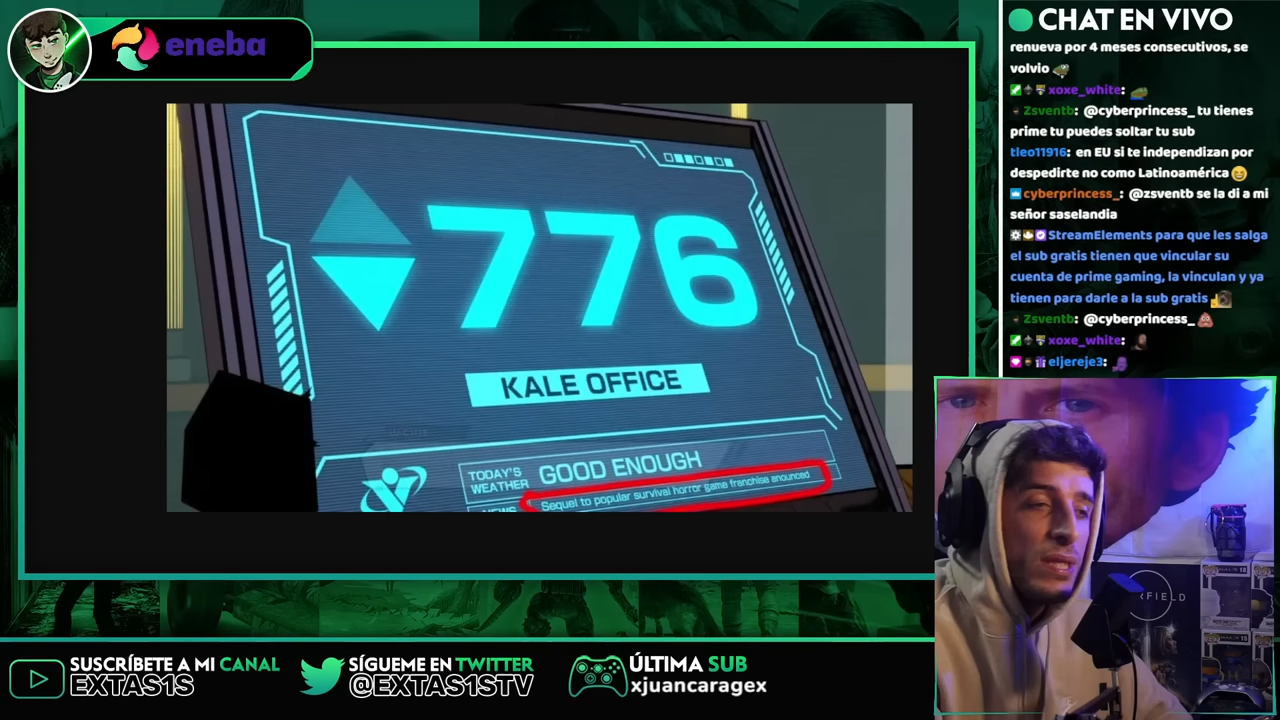 eneba
776
KALE OFFICE
TODAY'S
WEATHER
GOOD ENOUGH
NEWS
Sequel to popular survival horror game franchise anounced
CHAT EN VIVO
renueva por 4 meses consecutivos, se
volvio
xoxe_white:
Zsventb: @cyberprincess_ tu tienes
prime tu puedes soltar tu sub
tleo11916: en EU si te independizan por
despedirte no como Latinoamérica
cyberprincess_: @zsventb se la di a mi
señor saselandia
StreamElements para que les salga
el sub gratis tienen que vincular su
cuenta de prime gaming, la vinculan y ya
tienen para darle a la sub gratis
Zsventb: @cyberprincess_
xoxe_white:
eljereje3:
FIELD
SUSCRÍBETE A MI CANAL
EXTAS1S
SÍGUEME EN TWITTER
@EXTAS1STV
ÚLTIMA SUB
xjuancaragex